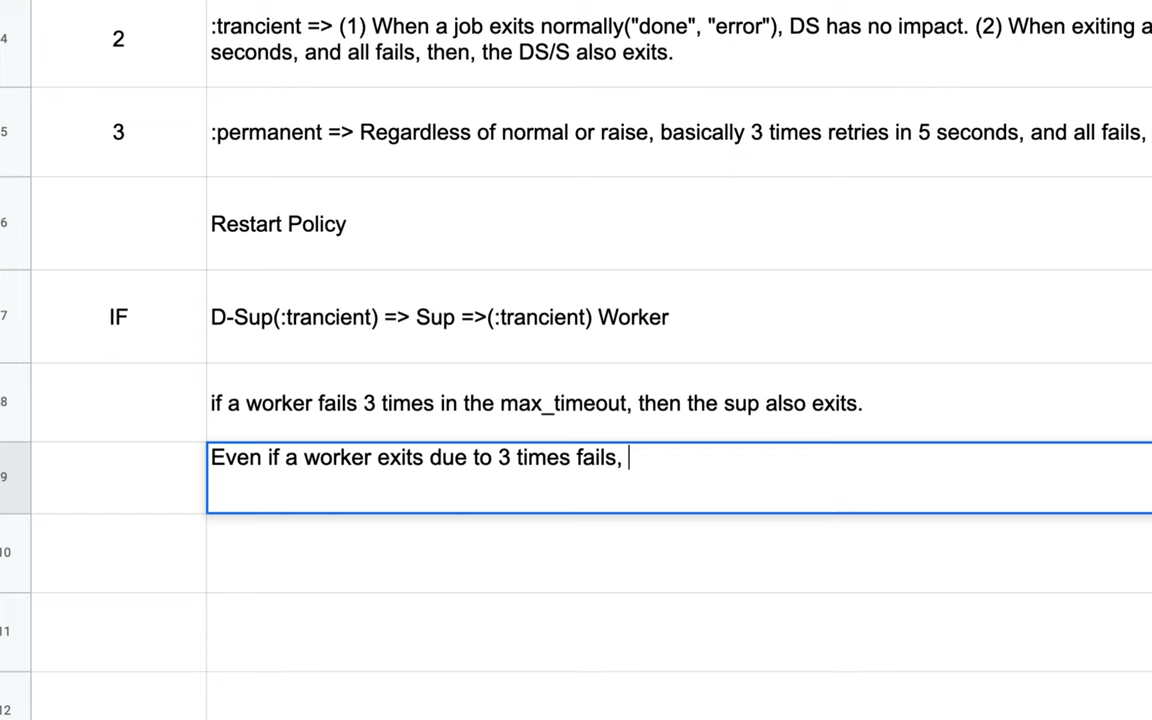 4
2
:trancient => (1) When a job exits normally("done", "error"), DS has no impact. (2) When exiting a
seconds, and all fails, then, the DS/S also exits.
5
3
:permanent => Regardless of normal or raise, basically 3 times retries in 5 seconds, and all fails,
6
Restart Policy
7
IF
D-Sup(:trancient) => Sup =>(:trancient) Worker
8
if a worker fails 3 times in the max_timeout, then the sup also exits.
9
Even if a worker exits due to 3 times fails,
10
11
12